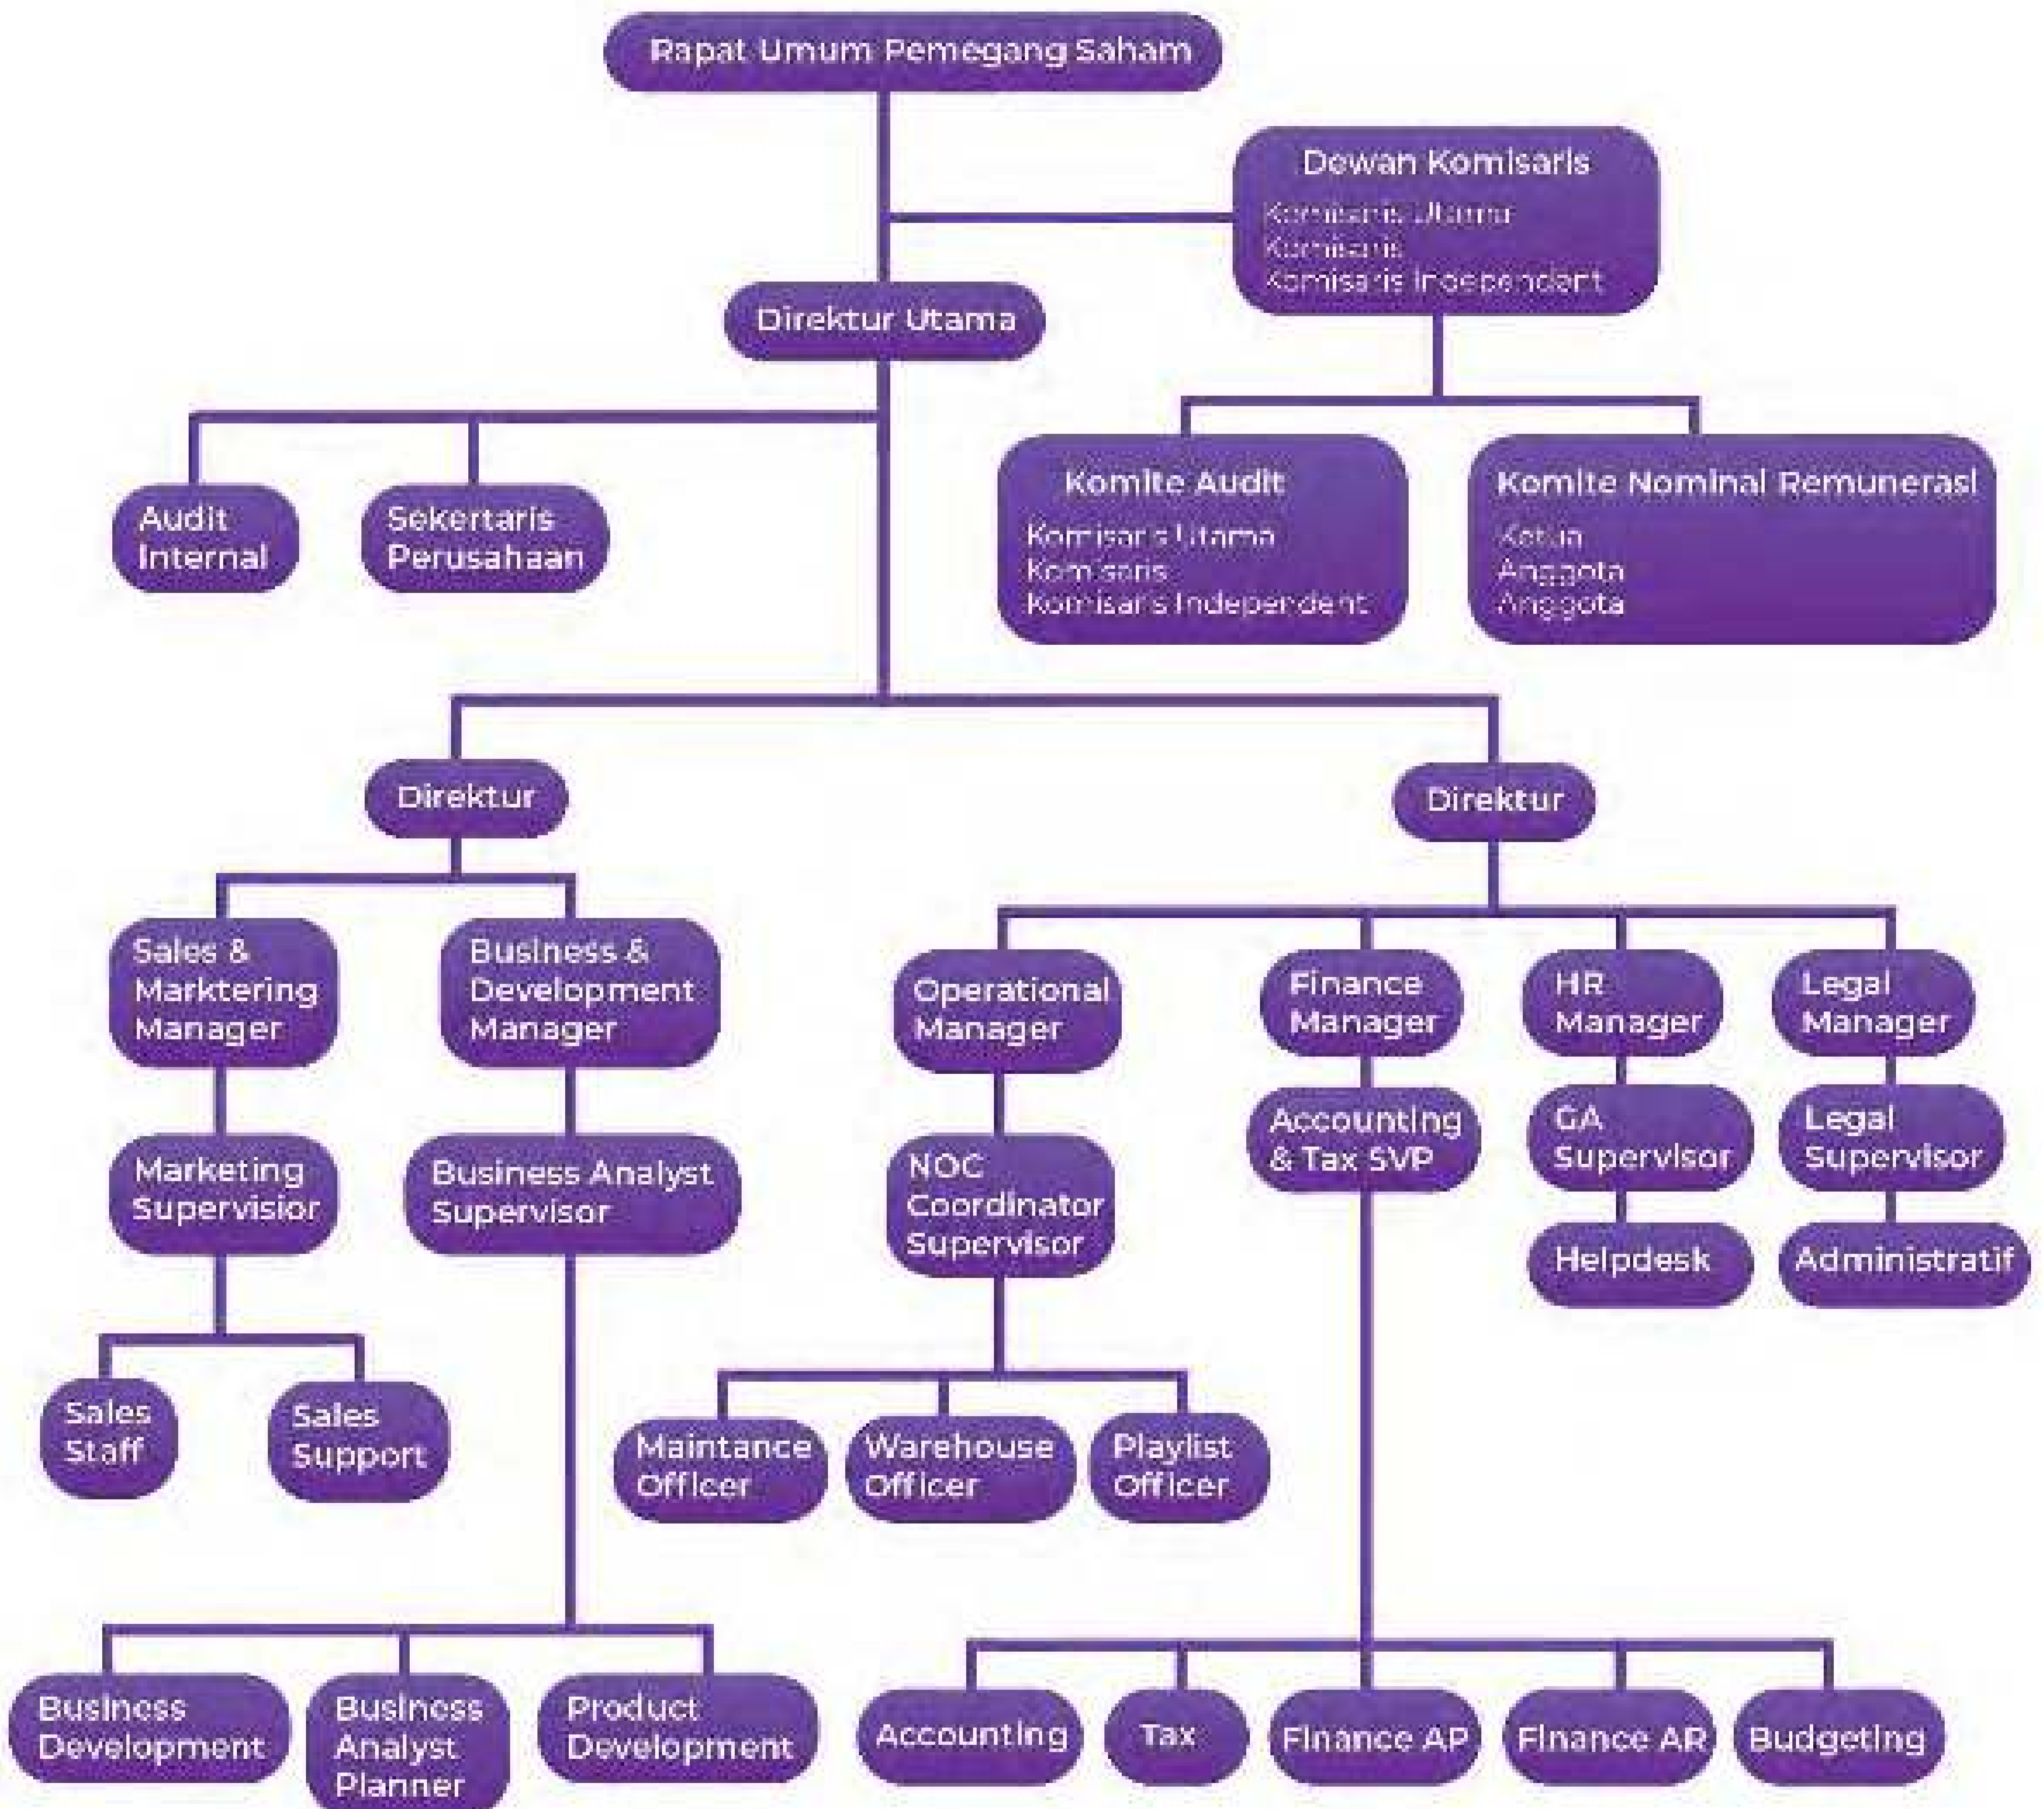 Rapat Umum Pemegang Saham
Dewan Komisaris
Komisaris Utama
Komisaris
Komisaris Independent
Direktur Utama
Komite Audit
Komisaris Utama
Komisaris
Komisaris Independent
Komite Nominal Remunerasi
Ketua
Anggota
Anggota
Audit
Internal
Sekertaris
Perusahaan
Direktur
Direktur
Sales &
Marktering
Manager
Business &
Development
Manager
Operational
Manager
Finance
Manager
HR
Manager
Legal
Manager
Marketing
Supervisior
Business Analyst
Supervisor
NOC
Coordinator
Supervisor
Accounting
& Tax SVP
GA
Supervisor
Legal
Supervisor
Helpdesk
Administratif
Sales
Staff
Sales
Support
Maintance
Officer
Warehouse
Officer
Playlist
Officer
Business
Development
Business
Analyst
Planner
Product
Development
Accounting
Tax
Finance AP
Finance AR
Budgeting